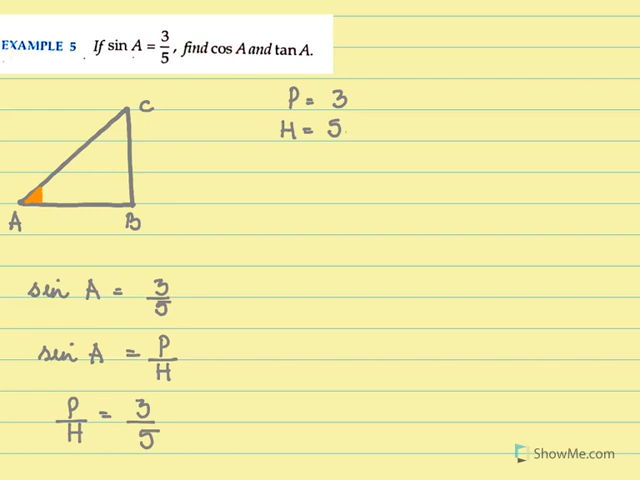 EXAMPLE 5 If sin A = 3/5, find cos A and tan A.
P = 3
H = 5
C
A
B
sin A = 3/5
sin A = P/H
P/H = 3/5
ShowMe.com